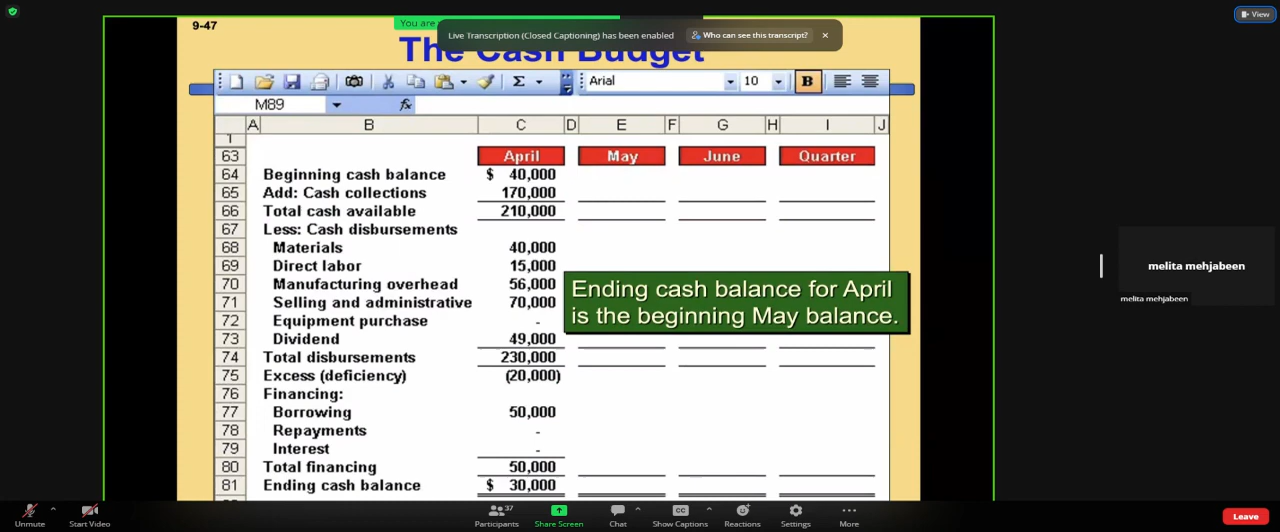 9-47
You are
Live Transcription (Closed Captioning) has been enabled
Who can see this transcript?
View
The Cash Budget
Arial
10
B
M89
fx
A B C D E F G H I J
1
63 April May June Quarter
64 Beginning cash balance $ 40,000
65 Add: Cash collections 170,000
66 Total cash available 210,000
67 Less: Cash disbursements
68 Materials 40,000
69 Direct labor 15,000
70 Manufacturing overhead 56,000
71 Selling and administrative 70,000
72 Equipment purchase -
73 Dividend 49,000
74 Total disbursements 230,000
75 Excess (deficiency) (20,000)
76 Financing:
77 Borrowing 50,000
78 Repayments -
79 Interest -
80 Total financing 50,000
81 Ending cash balance $ 30,000
Ending cash balance for April
is the beginning May balance.
melita mehjabeen
melita mehjabeen
Unmute
Start Video
37
Participants
Share Screen
Chat
CC
Show Captions
Reactions
Settings
More
Leave